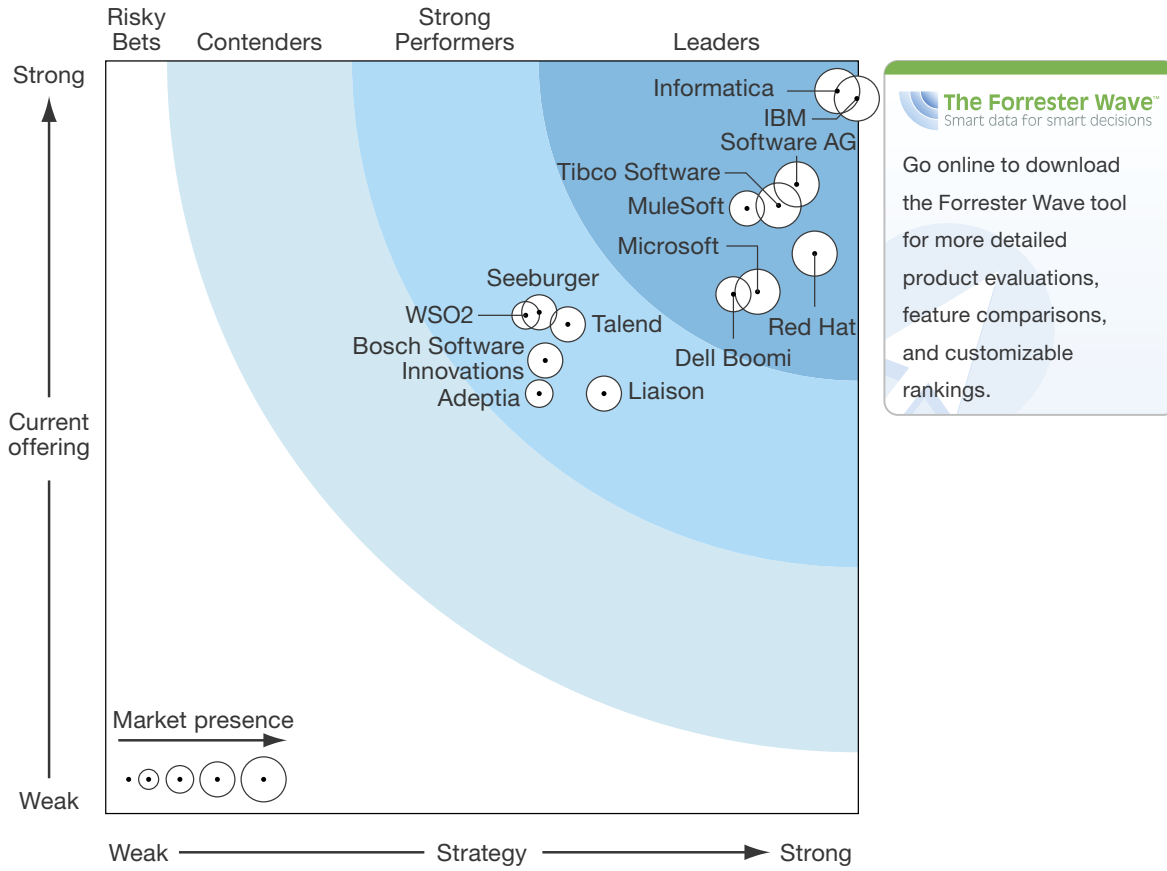 Risky
Bets
Contenders
Strong
Performers
Leaders
Strong
Current
offering
Weak
Informatica
IBM
Software AG
Tibco Software
MuleSoft
Microsoft
Red Hat
Dell Boomi
Seeburger
WSO2
Talend
Bosch Software
Innovations
Adeptia
Liaison
Market presence
Weak
Strategy
Strong
The Forrester Wave™
Smart data for smart decisions
Go online to download
the Forrester Wave tool
for more detailed
product evaluations,
feature comparisons,
and customizable
rankings.